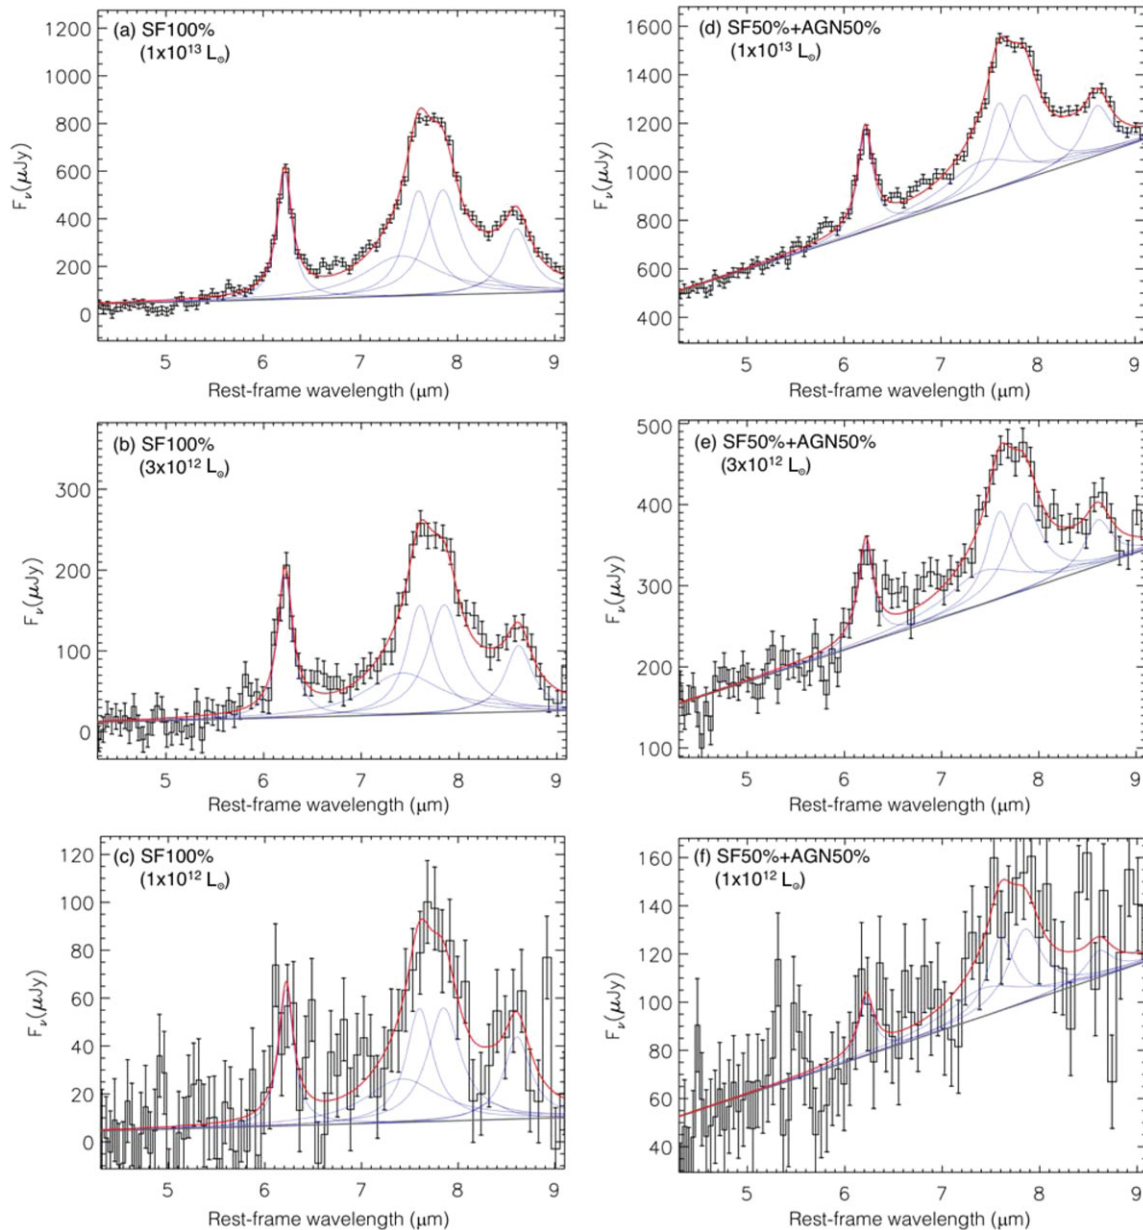 (a) SF100%
(1x10¹³ L☉)
1200
1000
800
600
400
200
0
Fν(μJy)
5 6 7 8 9
Rest-frame wavelength (μm)
(d) SF50%+AGN50%
(1x10¹³ L☉)
1600
1400
1200
1000
800
600
400
Fν(μJy)
5 6 7 8 9
Rest-frame wavelength (μm)
(b) SF100%
(3x10¹² L☉)
300
200
100
0
Fν(μJy)
5 6 7 8 9
Rest-frame wavelength (μm)
(e) SF50%+AGN50%
(3x10¹² L☉)
500
400
300
200
100
Fν(μJy)
5 6 7 8 9
Rest-frame wavelength (μm)
(c) SF100%
(1x10¹² L☉)
120
100
80
60
40
20
0
Fν(μJy)
5 6 7 8 9
Rest-frame wavelength (μm)
(f) SF50%+AGN50%
(1x10¹² L☉)
160
140
120
100
80
60
40
Fν(μJy)
5 6 7 8 9
Rest-frame wavelength (μm)